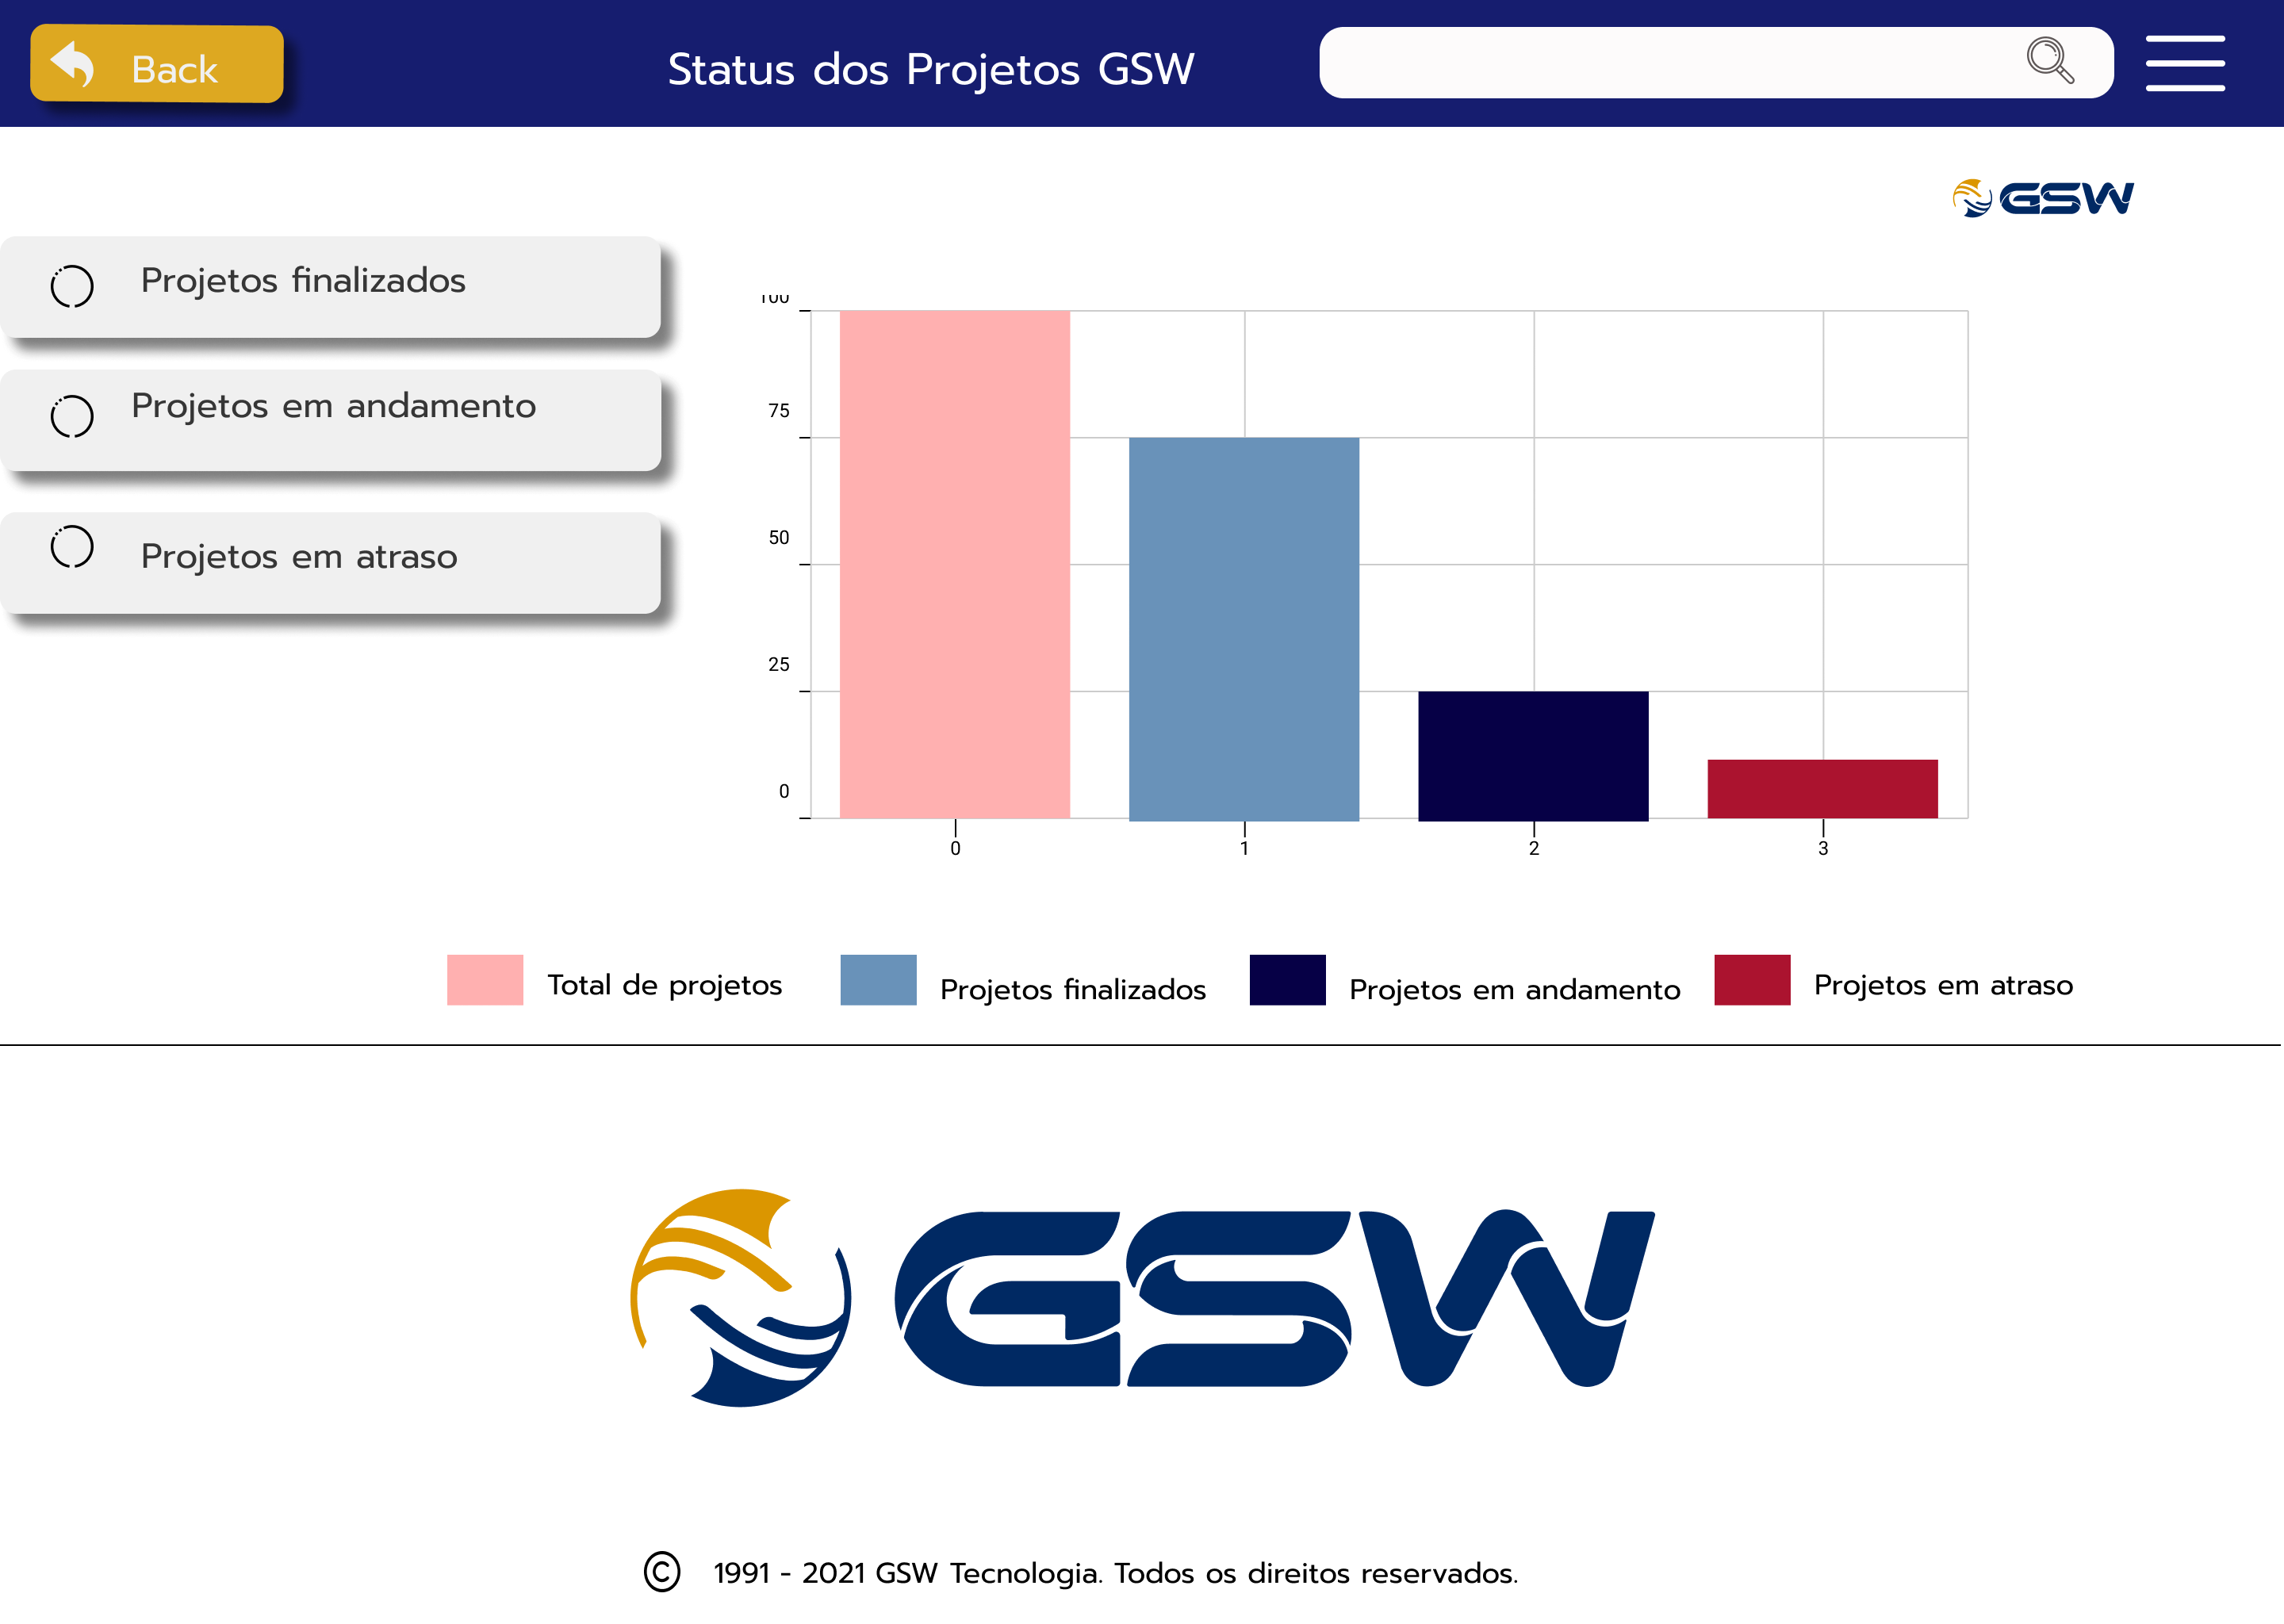 Back
Status dos Projetos GSW
GSW
Projetos finalizados
Projetos em andamento
Projetos em atraso
100
75
50
25
0
0 1 2 3
Total de projetos
Projetos finalizados
Projetos em andamento
Projetos em atraso
GSW
© 1991 - 2021 GSW Tecnologia. Todos os direitos reservados.